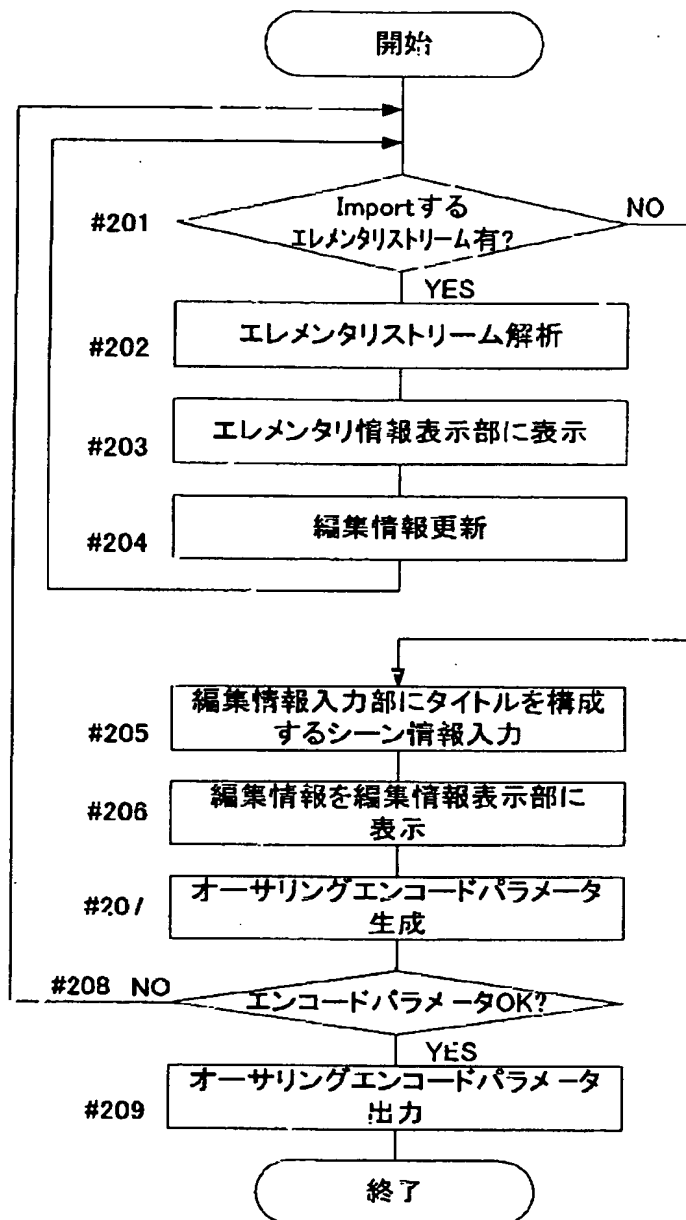 開始
#201
Importする
エレメンタリストリーム有?
NO
YES
#202
エレメンタリストリーム解析
#203
エレメンタリ情報表示部に表示
#204
編集情報更新
#205
編集情報入力部にタイトルを構成
するシーン情報入力
#206
編集情報を編集情報表示部に
表示
#207
オーサリングエンコードパラメータ
生成
#208 NO
エンコードパラメータOK?
YES
#209
オーサリングエンコードパラメータ
出力
終了